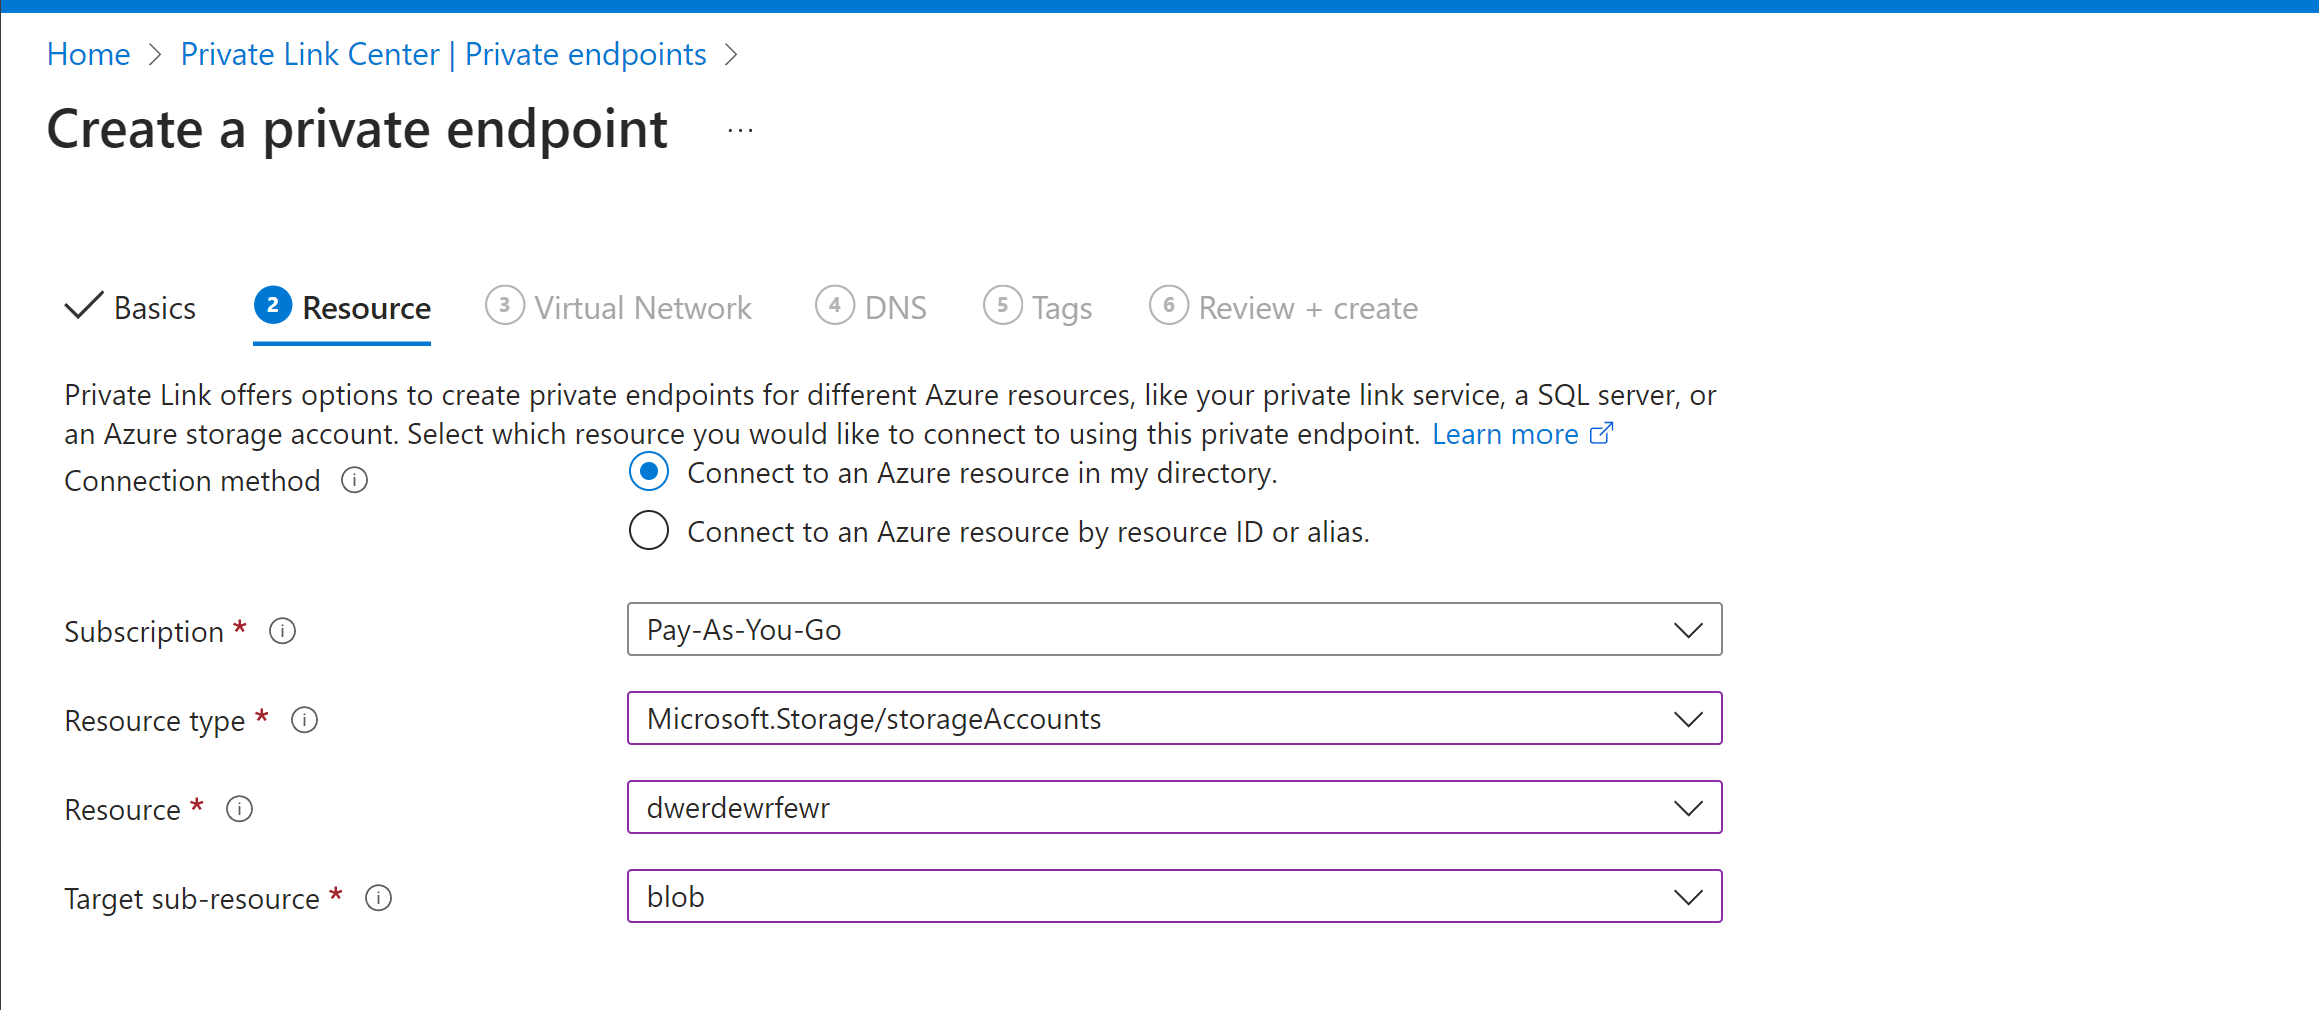 Home > Private Link Center | Private endpoints >
Create a private endpoint ...
Basics 2 Resource 3 Virtual Network 4 DNS 5 Tags 6 Review + create
Private Link offers options to create private endpoints for different Azure resources, like your private link service, a SQL server, or
an Azure storage account. Select which resource you would like to connect to using this private endpoint. Learn more
Connection method
Connect to an Azure resource in my directory.
Connect to an Azure resource by resource ID or alias.
Subscription * Pay-As-You-Go
Resource type * Microsoft.Storage/storageAccounts
Resource * dwerdewrfewr
Target sub-resource * blob